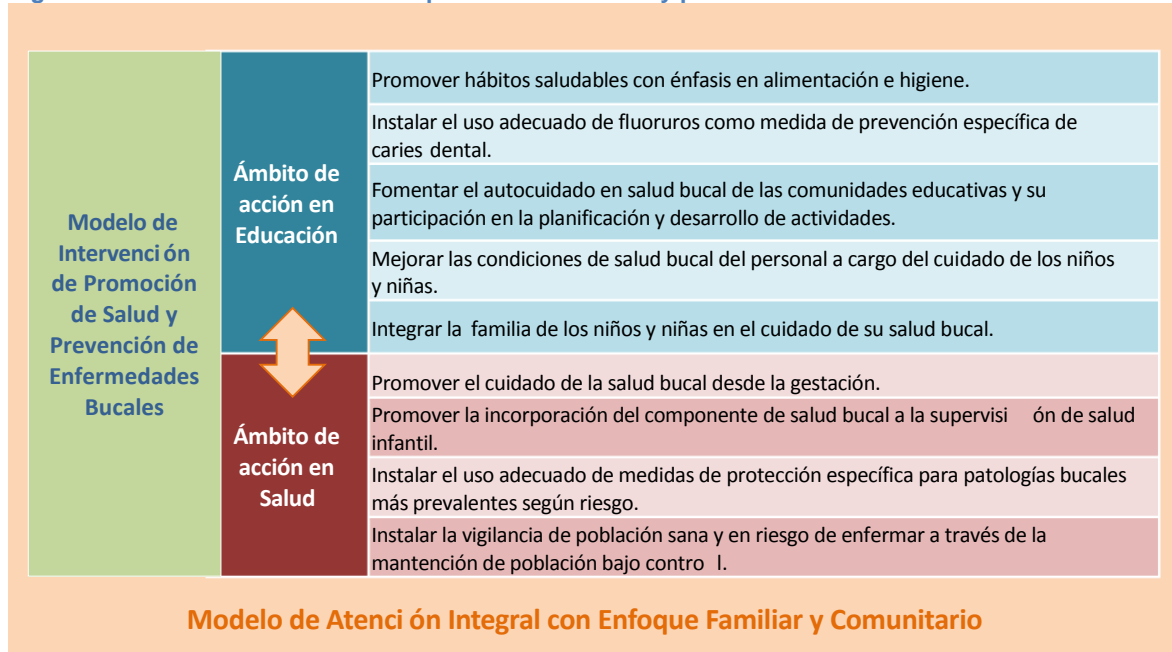 Modelo de
Intervenci ón
de Promoción
de Salud y
Prevención de
Enfermedades
Bucales
Ámbito de
acción en
Educación
Promover hábitos saludables con énfasis en alimentación e higiene.
Instalar el uso adecuado de fluoruros como medida de prevención específica de
caries dental.
Fomentar el autocuidado en salud bucal de las comunidades educativas y su
participación en la planificación y desarrollo de actividades.
Mejorar las condiciones de salud bucal del personal a cargo del cuidado de los niños
y niñas.
Integrar la familia de los niños y niñas en el cuidado de su salud bucal.
Ámbito de
acción en
Salud
Promover el cuidado de la salud bucal desde la gestación.
Promover la incorporación del componente de salud bucal a la supervisi ón de salud
infantil.
Instalar el uso adecuado de medidas de protección específica para patologías bucales
más prevalentes según riesgo.
Instalar la vigilancia de población sana y en riesgo de enfermar a través de la
mantención de población bajo contro l.
Modelo de Atenci ón Integral con Enfoque Familiar y Comunitario